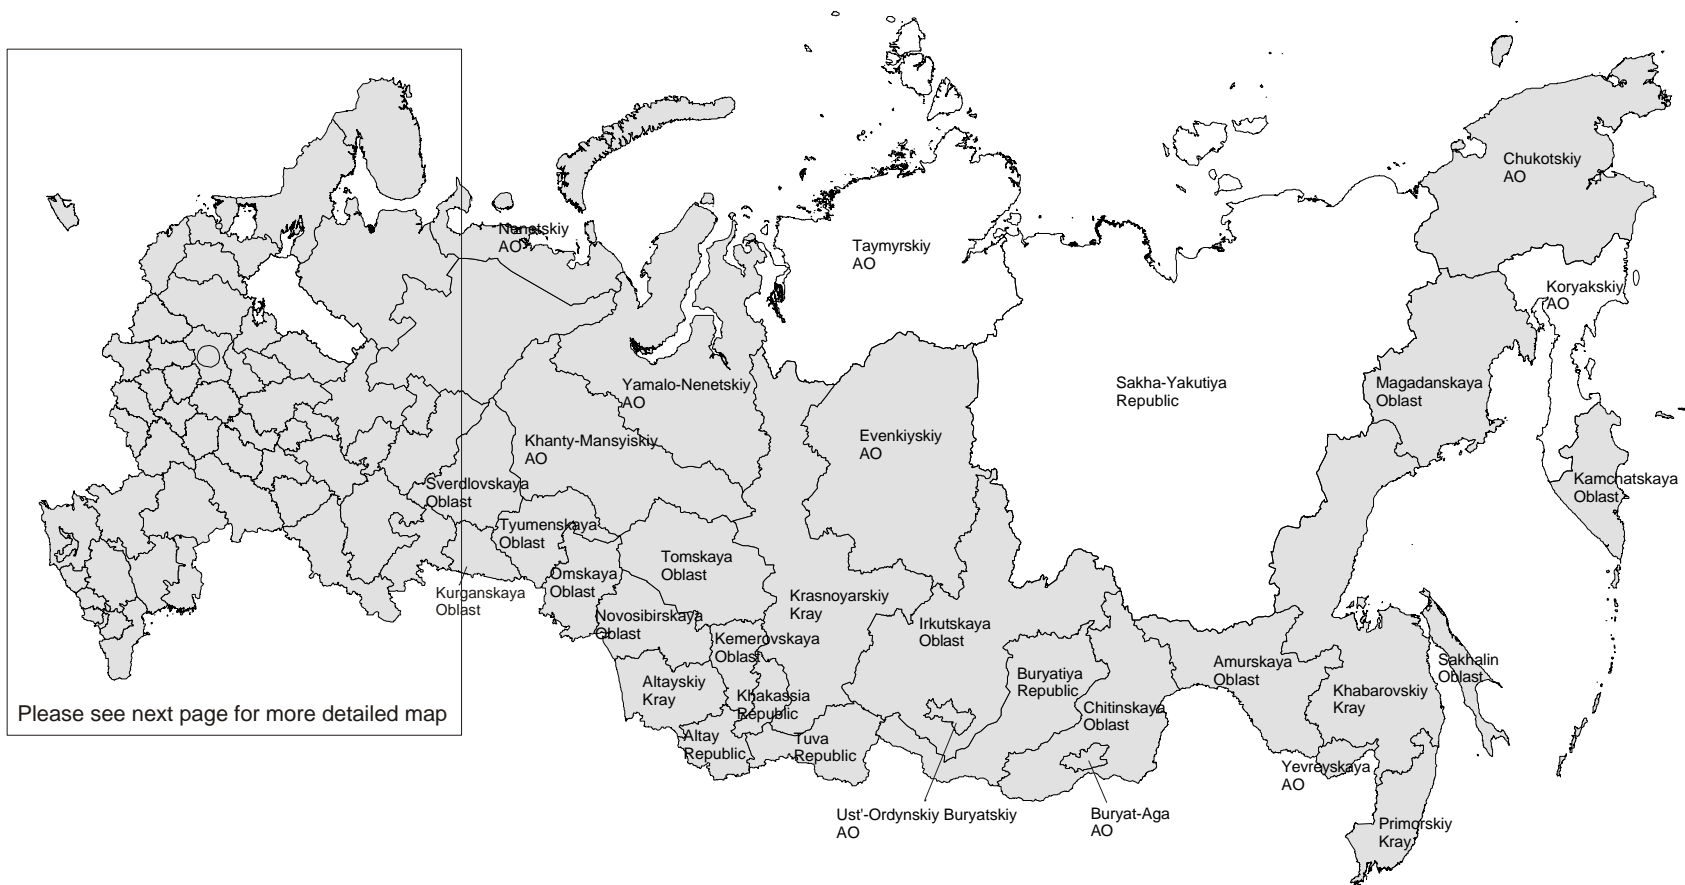 Chukotskiy
AO
Nenetskiy
AO
Taymyrskiy
AO
Koryakskiy
AO
Yamalo-Nenetskiy
AO
Sakha-Yakutiya
Republic
Magadanskaya
Oblast
Khanty-Mansyiskiy
AO
Evenkiyskiy
AO
Sverdlovskaya
Oblast
Kamchatskaya
Oblast
Tyumenskaya
Oblast
Tomskaya
Oblast
Omskaya
Oblast
Kurganskaya
Oblast
Krasnoyarskiy
Kray
Novosibirskaya
Oblast
Irkutskaya
Oblast
Kemerovskaya
Oblast
Buryatiya
Republic
Amurskaya
Oblast
Sakhalin
Oblast
Altayskiy
Kray
Khakassia
Republic
Khabarovskiy
Kray
Chitinskaya
Oblast
Please see next page for more detailed map
Altay
Republic
Tuva
Republic
Yevreyskaya
AO
Ust'-Ordynskiy Buryatskiy
AO
Buryat-Aga
AO
Primorskiy
Kray